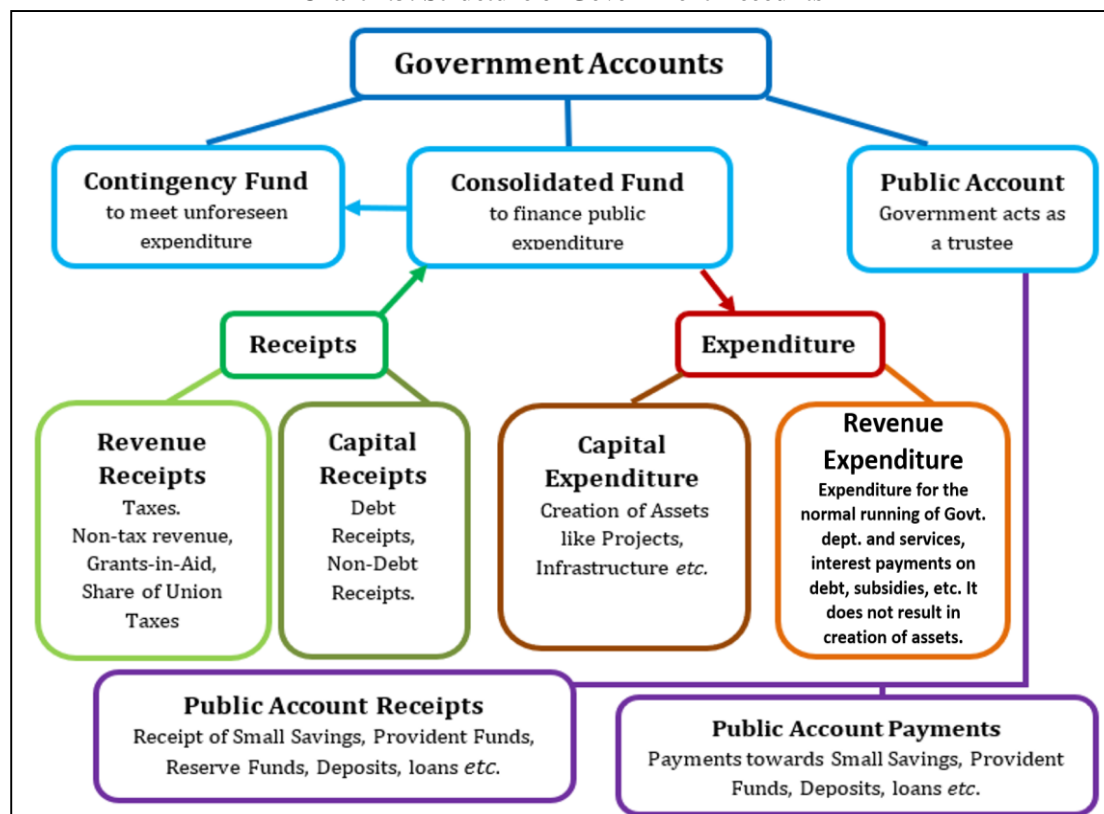 Government Accounts
Contingency Fund
to meet unforeseen
expenditure
Consolidated Fund
to finance public
expenditure
Public Account
Government acts as
a trustee
Receipts
Expenditure
Revenue
Receipts
Taxes.
Non-tax revenue,
Grants-in-Aid,
Share of Union
Taxes
Capital
Receipts
Debt
Receipts,
Non-Debt
Receipts.
Capital
Expenditure
Creation of Assets
like Projects,
Infrastructure etc.
Revenue
Expenditure
Expenditure for the
normal running of Govt.
dept. and services,
interest payments on
debt, subsidies, etc. It
does not result in
creation of assets.
Public Account Receipts
Receipt of Small Savings, Provident Funds,
Reserve Funds, Deposits, loans etc.
Public Account Payments
Payments towards Small Savings, Provident
Funds, Deposits, loans etc.